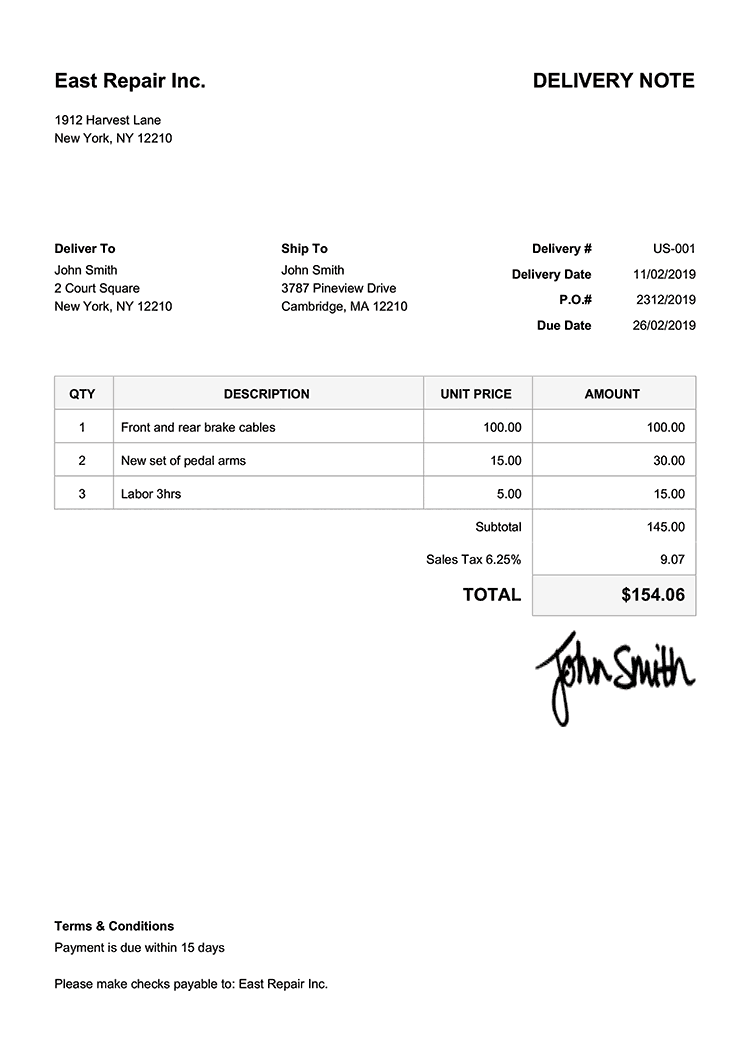 East Repair Inc.
DELIVERY NOTE
1912 Harvest Lane
New York, NY 12210
Deliver To
John Smith
2 Court Square
New York, NY 12210
Ship To
John Smith
3787 Pineview Drive
Cambridge, MA 12210
Delivery # US-001
Delivery Date 11/02/2019
P.O.# 2312/2019
Due Date 26/02/2019
QTY DESCRIPTION UNIT PRICE AMOUNT
1 Front and rear brake cables 100.00 100.00
2 New set of pedal arms 15.00 30.00
3 Labor 3hrs 5.00 15.00
Subtotal 145.00
Sales Tax 6.25% 9.07
TOTAL $154.06
John Smith
Terms & Conditions
Payment is due within 15 days
Please make checks payable to: East Repair Inc.